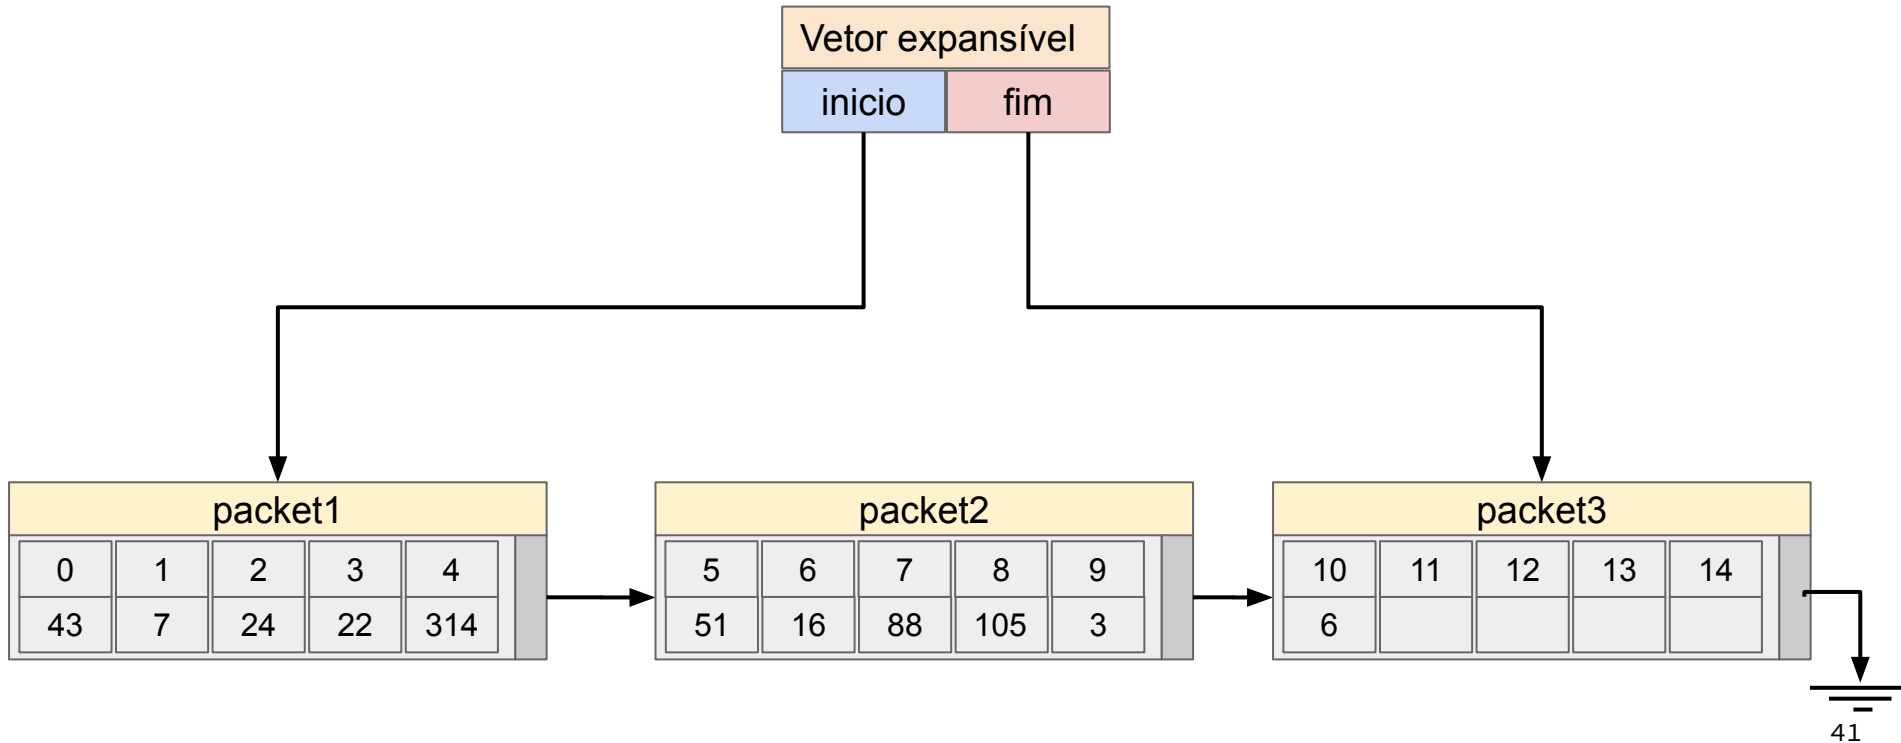 Vetor expansível
inicio fim
packet1 packet2 packet3
0 1 2 3 4 5 6 7 8 9 10 11 12 13 14
43 7 24 22 314 51 16 88 105 3 6
41